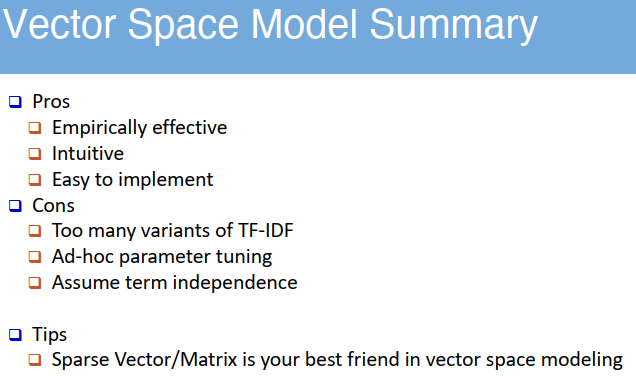 Vector Space Model Summary
Pros
Empirically effective
Intuitive
Easy to implement
Cons
Too many variants of TF-IDF
Ad-hoc parameter tuning
Assume term independence
Tips
Sparse Vector/Matrix is your best friend in vector space modeling